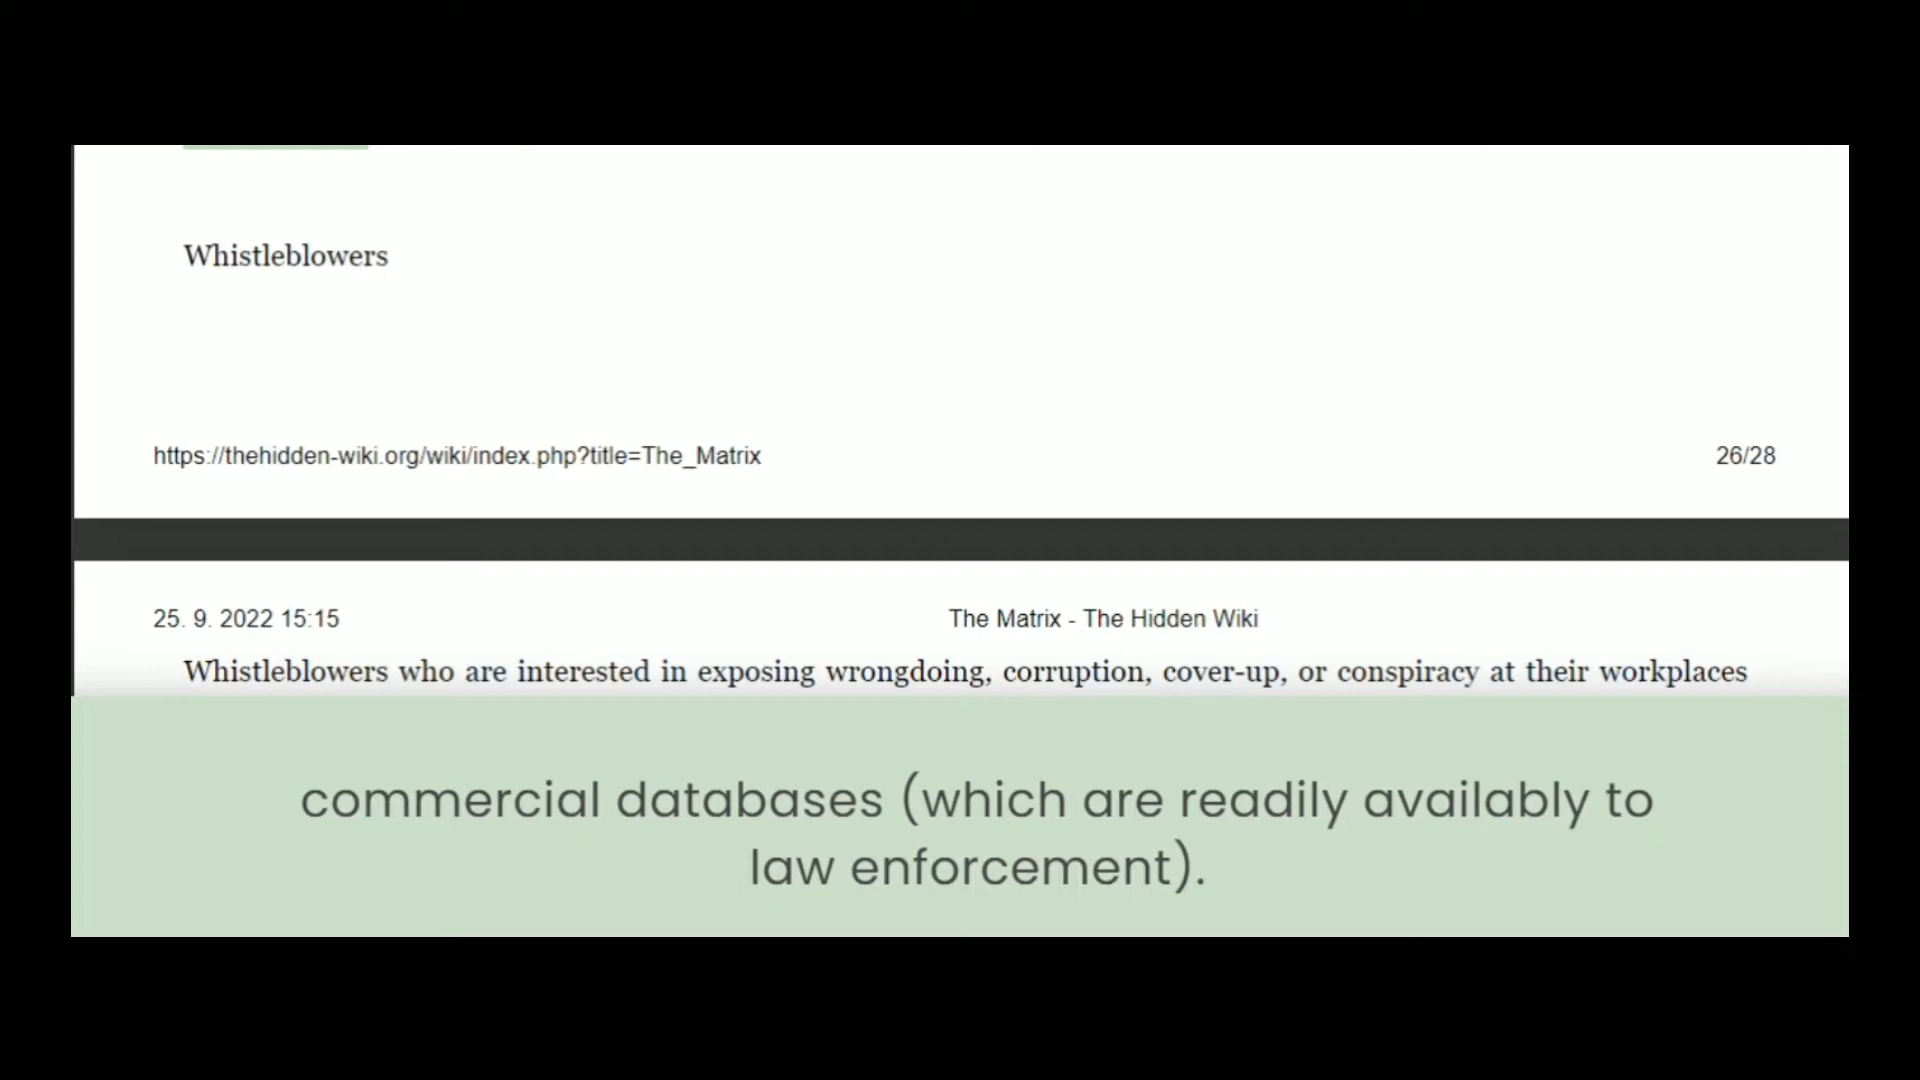 Whistleblowers
https://thehidden-wiki.org/wiki/index.php?title=The_Matrix 26/28
25. 9. 2022 15:15 The Matrix - The Hidden Wiki
Whistleblowers who are interested in exposing wrongdoing, corruption, cover-up, or conspiracy at their workplaces
commercial databases (which are readily availably to
law enforcement).